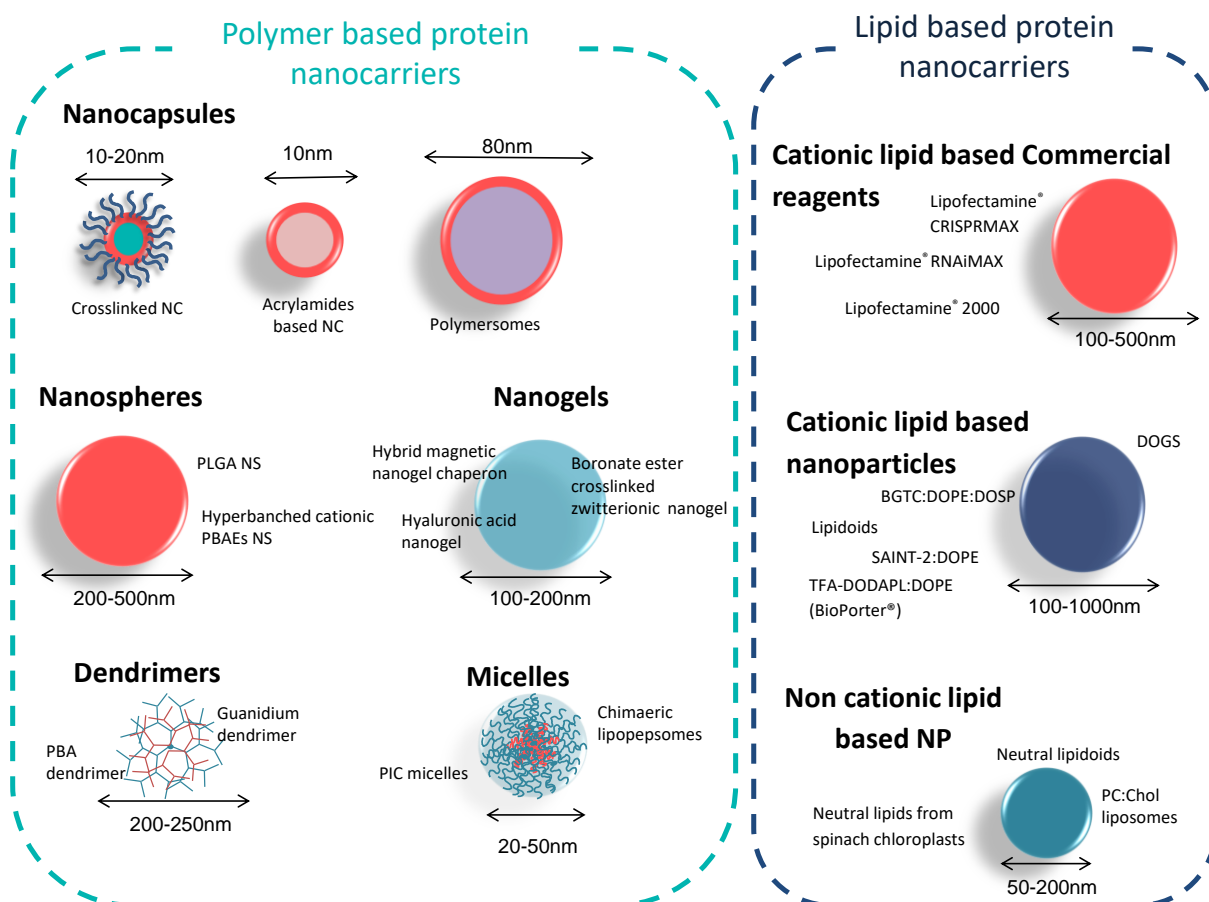 Polymer based protein
nanocarriers
Nanocapsules
10-20nm
10nm
80nm
Crosslinked NC
Acrylamides
based NC
Polymersomes
Nanospheres
PLGA NS
Hyperbanched cationic
PBAEs NS
200-500nm
Nanogels
Hybrid magnetic
nanogel chaperon
Hyaluronic acid
nanogel
Boronate ester
crosslinked
zwitterionic nanogel
100-200nm
Dendrimers
Guanidium
dendrimer
PBA
dendrimer
200-250nm
Micelles
Chimaeric
lipopepsomes
PIC micelles
20-50nm
Lipid based protein
nanocarriers
Cationic lipid based Commercial
reagents
Lipofectamine®
CRISPRMAX
Lipofectamine® RNAiMAX
Lipofectamine® 2000
100-500nm
Cationic lipid based
nanoparticles
DOGS
BGTC:DOPE:DOSP
Lipidoids
SAINT-2:DOPE
TFA-DODAPL:DOPE
(BioPorter®)
100-1000nm
Non cationic lipid
based NP
Neutral lipidoids
PC:Chol
liposomes
Neutral lipids from
spinach chloroplasts
50-200nm